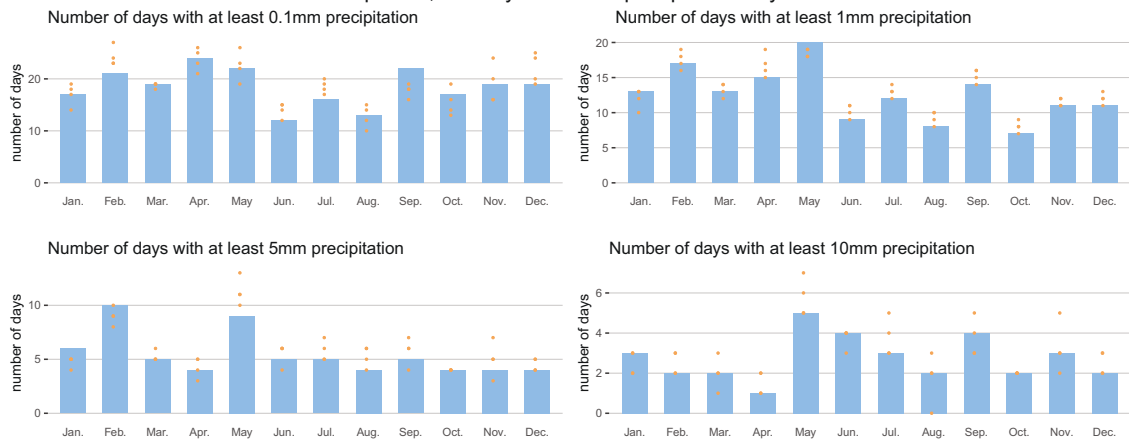 Number of days with at least 0.1mm precipitation
number of days
20
10
0
Jan. Feb. Mar. Apr. May Jun. Jul. Aug. Sep. Oct. Nov. Dec.
Number of days with at least 1mm precipitation
number of days
20
15
10
5
0
Jan. Feb. Mar. Apr. May Jun. Jul. Aug. Sep. Oct. Nov. Dec.
Number of days with at least 5mm precipitation
number of days
10
5
0
Jan. Feb. Mar. Apr. May Jun. Jul. Aug. Sep. Oct. Nov. Dec.
Number of days with at least 10mm precipitation
number of days
6
4
2
0
Jan. Feb. Mar. Apr. May Jun. Jul. Aug. Sep. Oct. Nov. Dec.